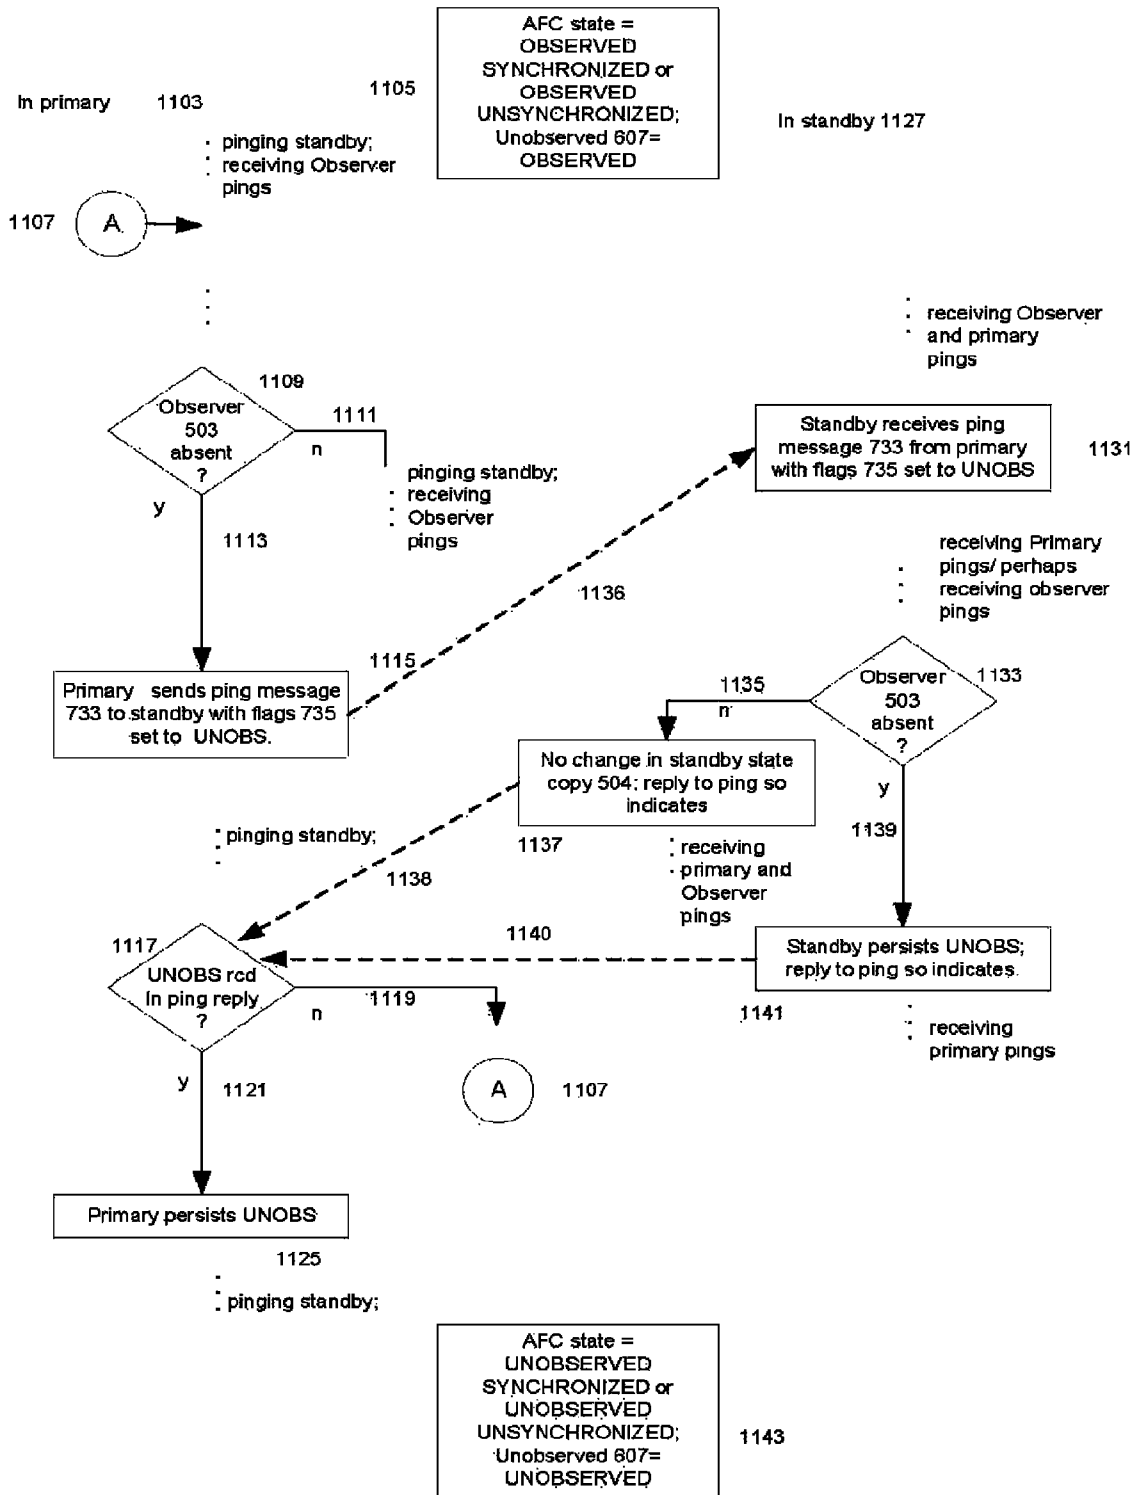 AFC state =
OBSERVED
SYNCHRONIZED or
OBSERVED
UNSYNCHRONIZED;
Unobserved 607=
OBSERVED
1105
In primary 1103
In standby 1127
pinging standby;
receiving Observer
pings
1107
A
receiving Observer
and primary
pings
1109
Observer
503
absent
?
1111
n
y
pinging standby;
receiving
Observer
pings
1113
Standby receives ping
message 733 from primary
with flags 735 set to UNOBS
1131
receiving Primary
pings/ perhaps
receiving observer
pings
1136
1115
Primary sends ping message
733 to standby with flags 735
set to UNOBS.
1133
Observer
503
absent
?
1135
n
y
No change in standby state
copy 504; reply to ping so
indicates
1139
1137
receiving
primary and
Observer
pings
pinging standby;
1138
1140
Standby persists UNOBS;
reply to ping so indicates.
1141
receiving
primary pings
1117
UNOBS rcd
In ping reply
?
1119
n
y
1121
A
1107
Primary persists UNOBS
1125
pinging standby;
AFC state =
UNOBSERVED
SYNCHRONIZED or
UNOBSERVED
UNSYNCHRONIZED;
Unobserved 607=
UNOBSERVED
1143